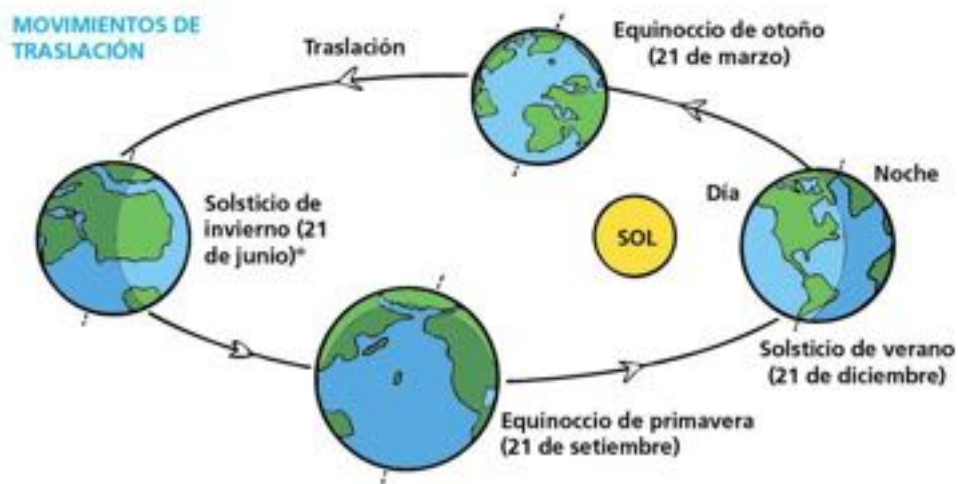 MOVIMIENTOS DE
TRASLACIÓN
Traslación
Equinoccio de otoño
(21 de marzo)
Noche
Día
Solsticio de
invierno (21
de junio)*
SOL
Solsticio de verano
(21 de diciembre)
Equinoccio de primavera
(21 de setiembre)